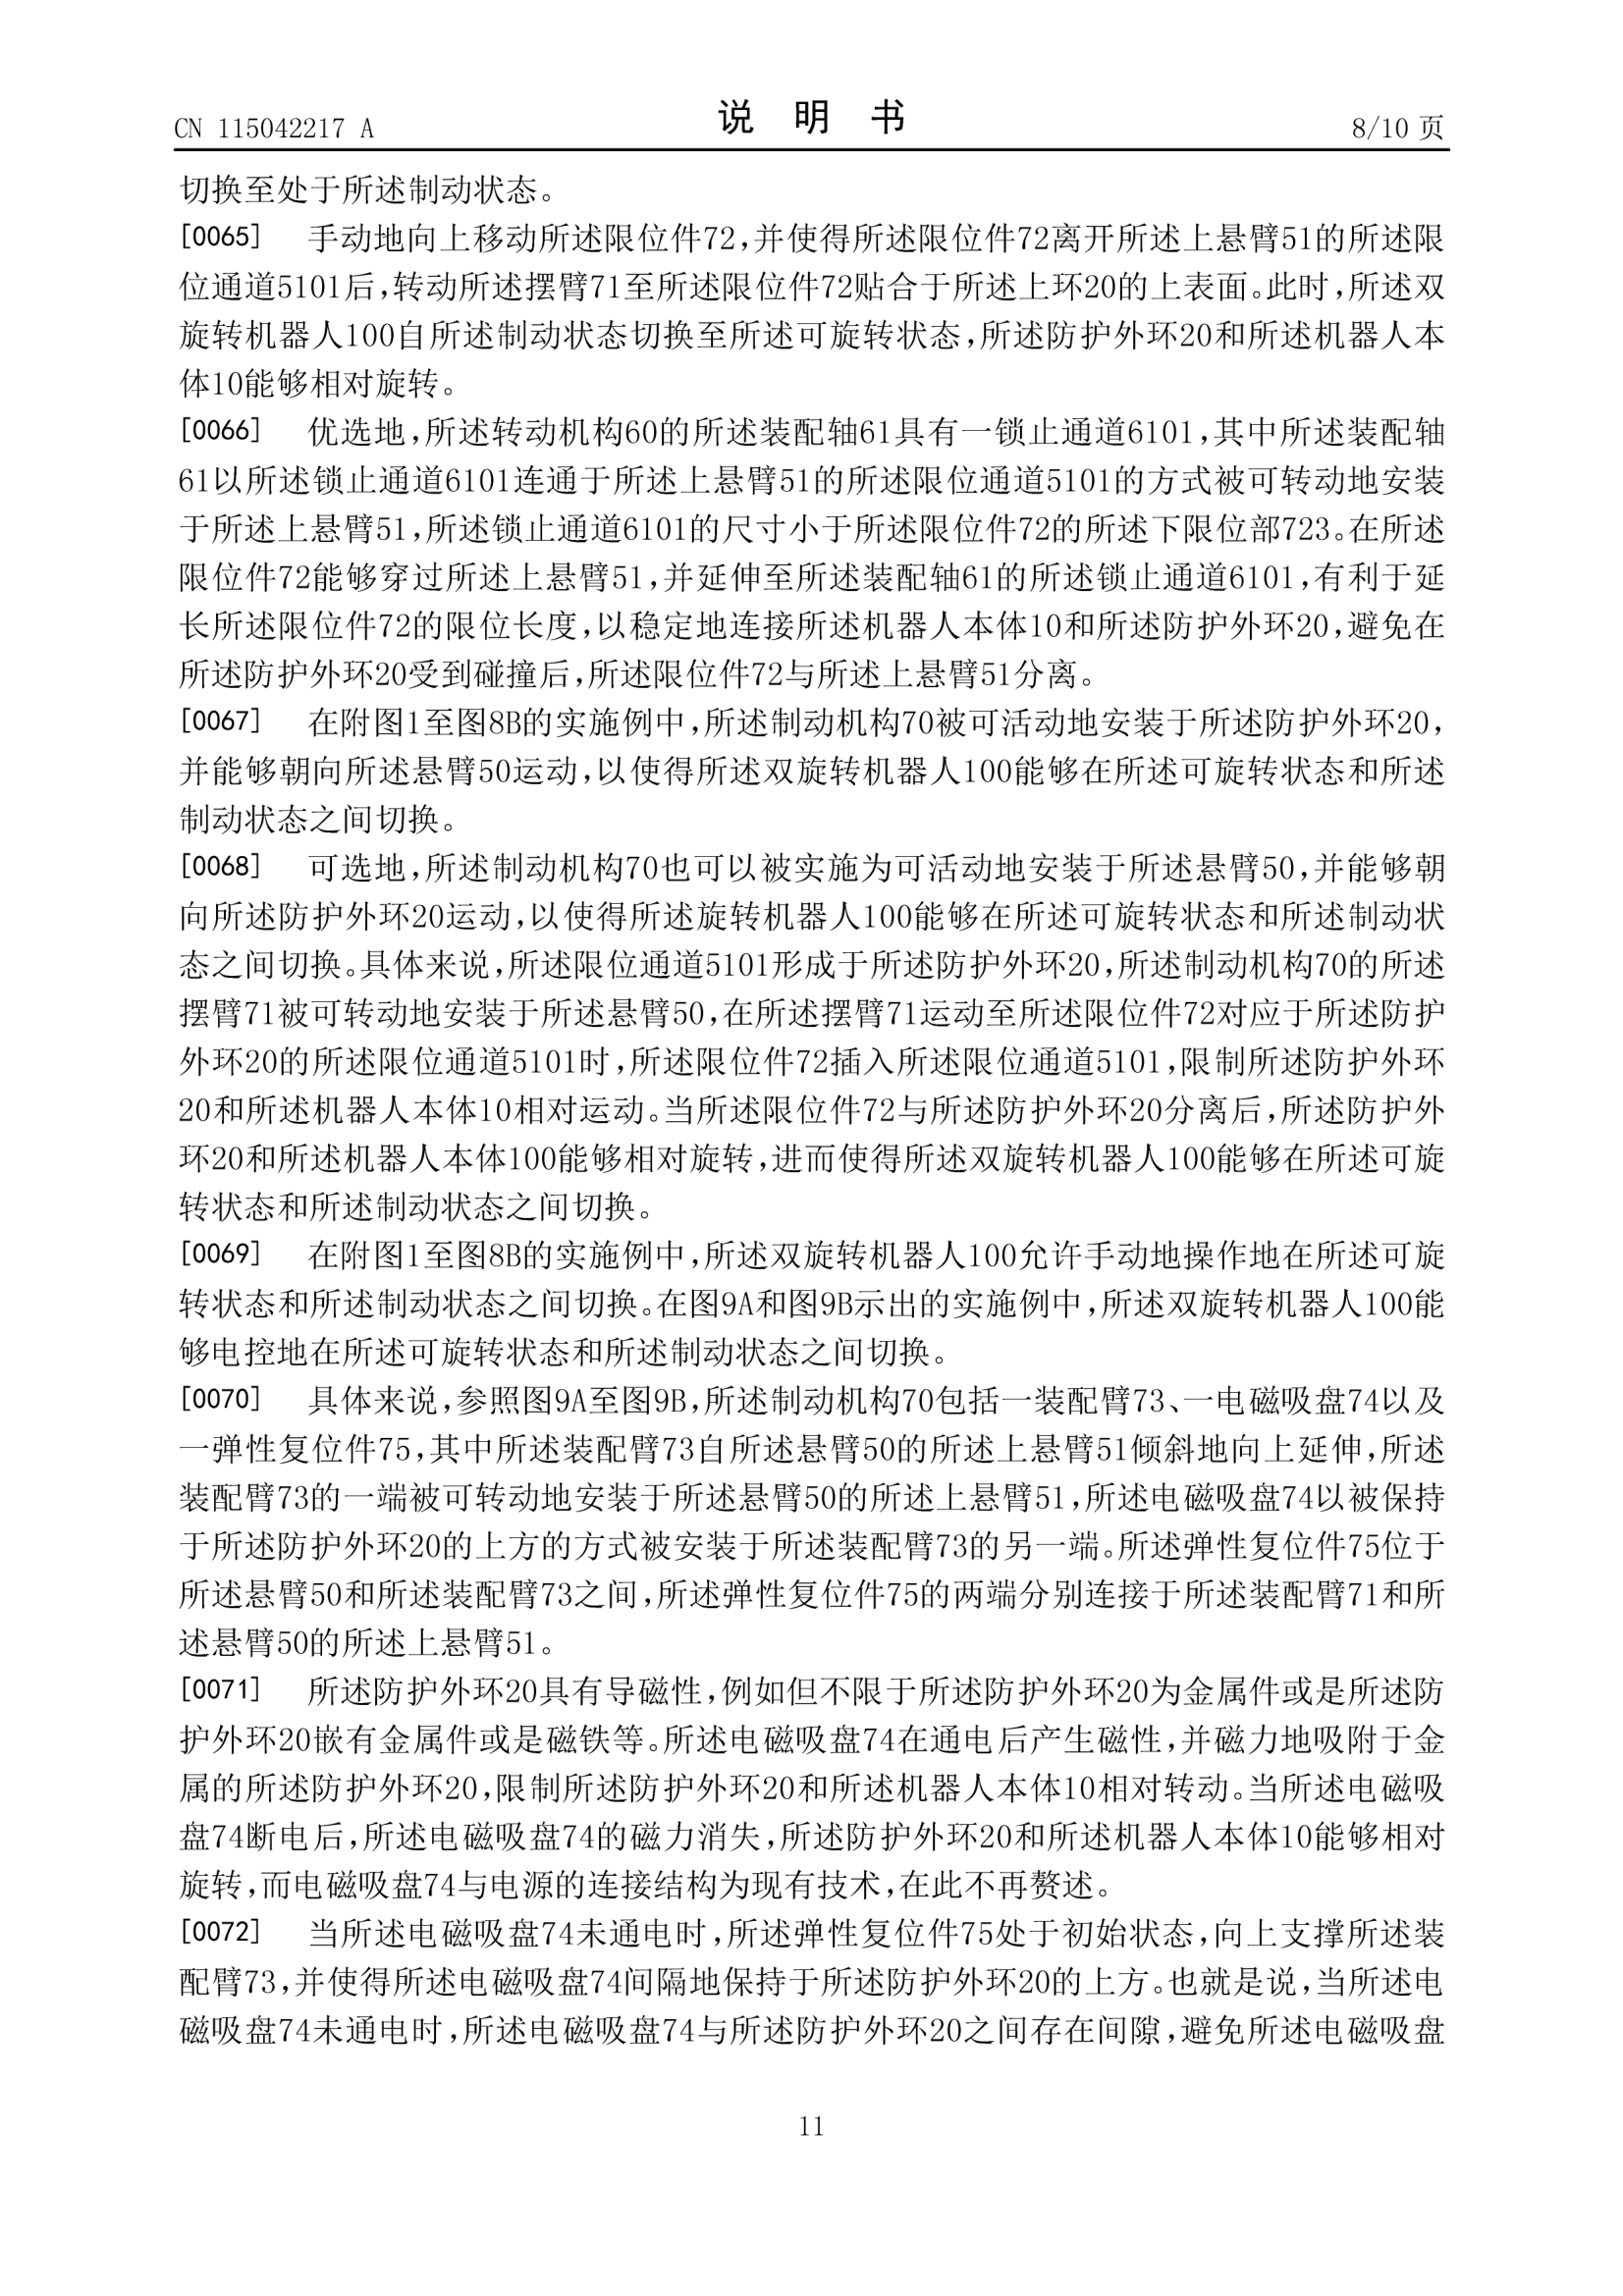 CN 115042217 A
说 明 书
8/10 页
切换至处于所述制动状态。
[0065] 手动地向上移动所述限位件72,并使得所述限位件72离开所述上悬臂51的所述限
位通道5101后,转动所述摆臂71至所述限位件72贴合于所述上环20的上表面。此时,所述双
旋转机器人100自所述制动状态切换至所述可旋转状态,所述防护外环20和所述机器人本
体10能够相对旋转。
[0066] 优选地,所述转动机构60的所述装配轴61具有一锁止通道6101,其中所述装配轴
61以所述锁止通道6101连通于所述上悬臂51的所述限位通道5101的方式被可转动地安装
于所述上悬臂51,所述锁止通道6101的尺寸小于所述限位件72的所述下限位部723。在所述
限位件72能够穿过所述上悬臂51,并延伸至所述装配轴61的所述锁止通道6101,有利于延
长所述限位件72的限位长度,以稳定地连接所述机器人本体10和所述防护外环20,避免在
所述防护外环20受到碰撞后,所述限位件72与所述上悬臂51分离。
[0067] 在附图1至图8B的实施例中,所述制动机构70被可活动地安装于所述防护外环20,
并能够朝向所述悬臂50运动,以使得所述双旋转机器人100能够在所述可旋转状态和所述
制动状态之间切换。
[0068] 可选地,所述制动机构70也可以被实施为可活动地安装于所述悬臂50,并能够朝
向所述防护外环20运动,以使得所述旋转机器人100能够在所述可旋转状态和所述制动状
态之间切换。具体来说,所述限位通道5101形成于所述防护外环20,所述制动机构70的所述
摆臂71被可转动地安装于所述悬臂50,在所述摆臂71运动至所述限位件72对应于所述防护
外环20的所述限位通道5101时,所述限位件72插入所述限位通道5101,限制所述防护外环
20和所述机器人本体10相对运动。当所述限位件72与所述防护外环20分离后,所述防护外
环20和所述机器人本体100能够相对旋转,进而使得所述双旋转机器人100能够在所述可旋
转状态和所述制动状态之间切换。
[0069] 在附图1至图8B的实施例中,所述双旋转机器人100允许手动地操作地在所述可旋
转状态和所述制动状态之间切换。在图9A和图9B示出的实施例中,所述双旋转机器人100能
够电控地在所述可旋转状态和所述制动状态之间切换。
[0070] 具体来说,参照图9A至图9B,所述制动机构70包括一装配臂73、一电磁吸盘74以及
一弹性复位件75,其中所述装配臂73自所述悬臂50的所述上悬臂51倾斜地向上延伸,所述
装配臂73的一端被可转动地安装于所述悬臂50的所述上悬臂51,所述电磁吸盘74以被保持
于所述防护外环20的上方的方式被安装于所述装配臂73的另一端。所述弹性复位件75位于
所述悬臂50和所述装配臂73之间,所述弹性复位件75的两端分别连接于所述装配臂71和所
述悬臂50的所述上悬臂51。
[0071] 所述防护外环20具有导磁性,例如但不限于所述防护外环20为金属件或是所述防
护外环20嵌有金属件或是磁铁等。所述电磁吸盘74在通电后产生磁性,并磁力地吸附于金
属的所述防护外环20,限制所述防护外环20和所述机器人本体10相对转动。当所述电磁吸
盘74断电后,所述电磁吸盘74的磁力消失,所述防护外环20和所述机器人本体10能够相对
旋转,而电磁吸盘74与电源的连接结构为现有技术,在此不再赘述。
[0072] 当所述电磁吸盘74未通电时,所述弹性复位件75处于初始状态,向上支撑所述装
配臂73,并使得所述电磁吸盘74间隔地保持于所述防护外环20的上方。也就是说,当所述电
磁吸盘74未通电时,所述电磁吸盘74与所述防护外环20之间存在间隙,避免所述电磁吸盘
11